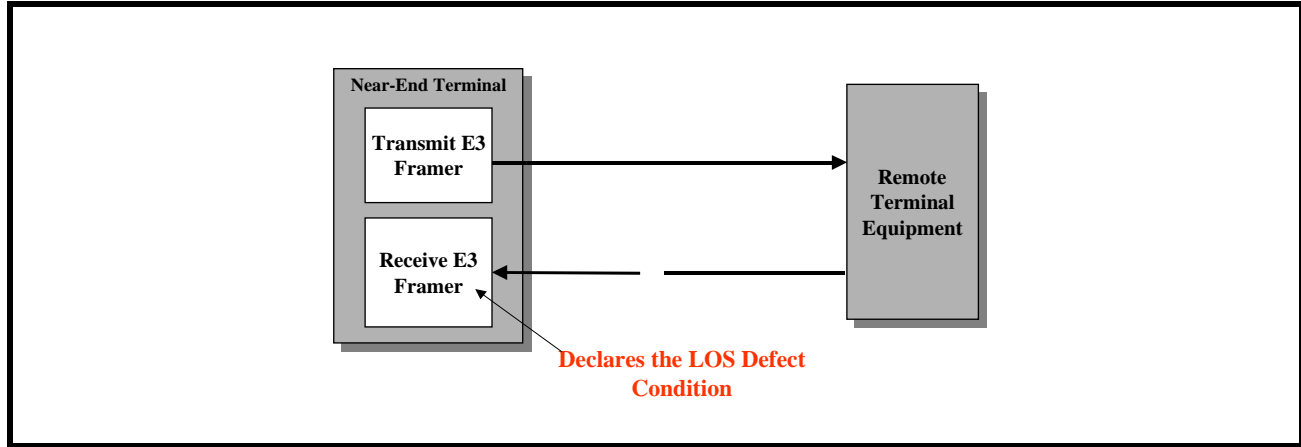 Near-End Terminal
Transmit E3
Framer
Receive E3
Framer
Remote
Terminal
Equipment
Declares the LOS Defect
Condition